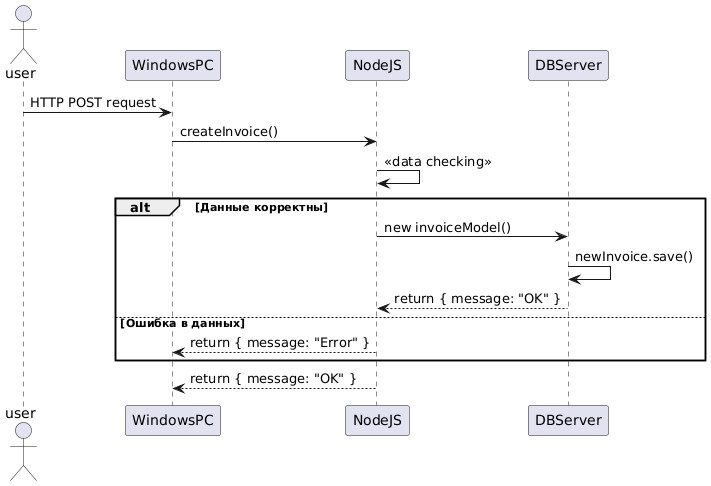 user
WindowsPC
NodeJS
DBServer
HTTP POST request
createInvoice()
«data checking»
alt
[Данные корректны]
new invoiceModel()
newInvoice.save()
return { message: "OK" }
[Ошибка в данных]
return { message: "Error" }
return { message: "OK" }
user
WindowsPC
NodeJS
DBServer